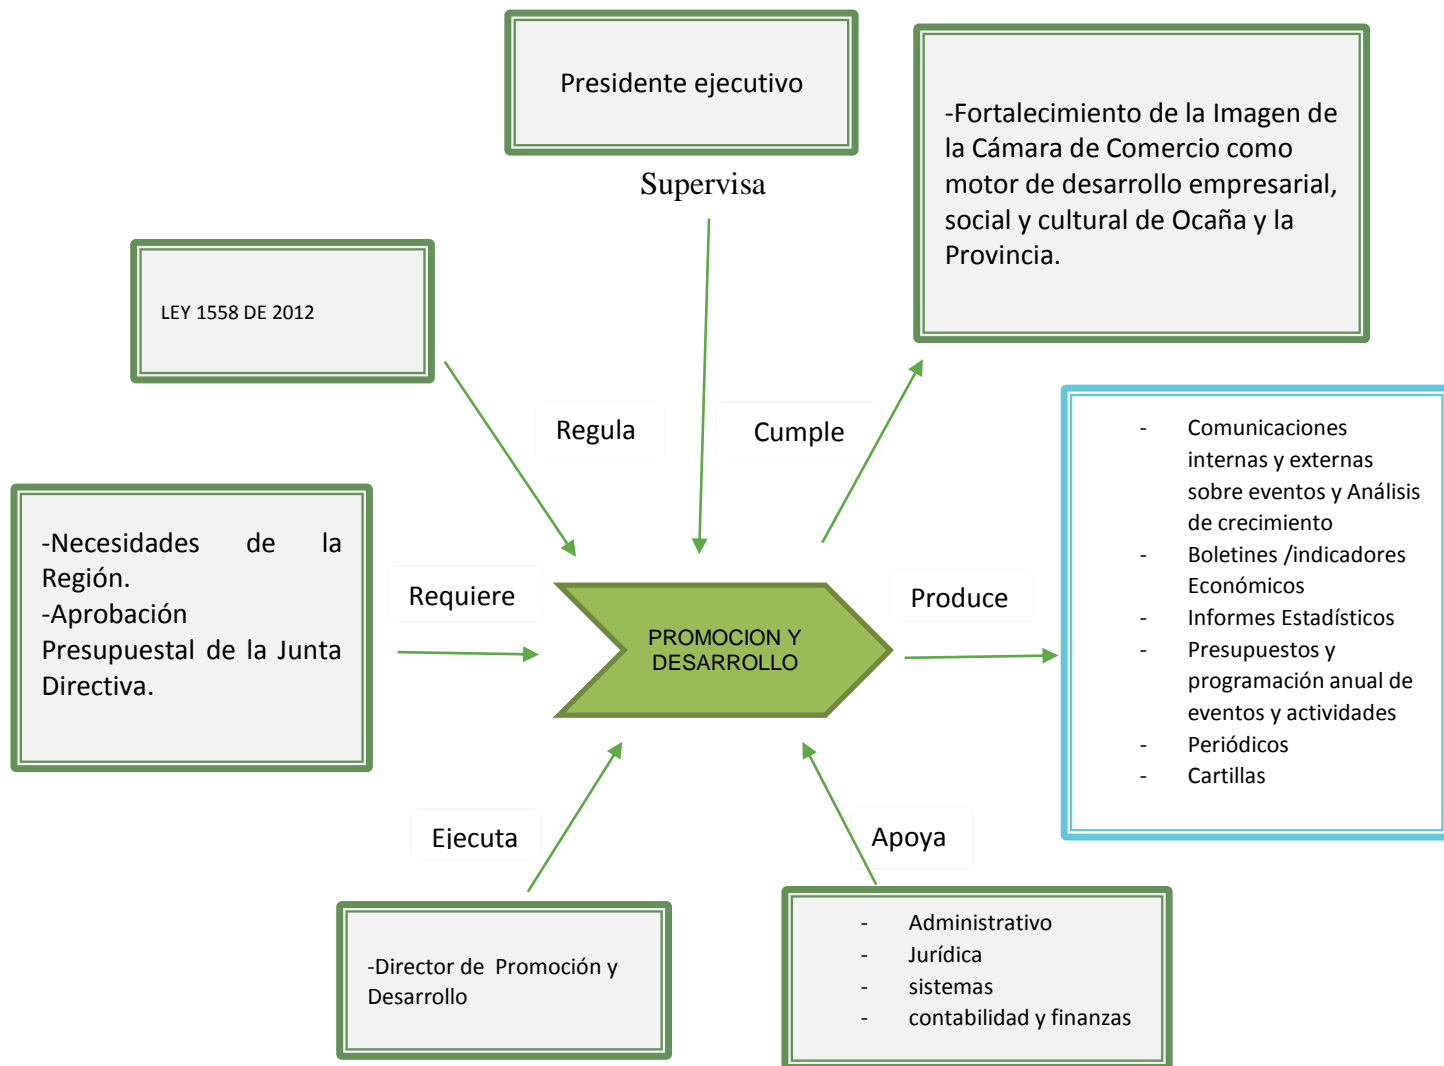 Presidente ejecutivo
Supervisa
-Fortalecimiento de la Imagen de
la Cámara de Comercio como
motor de desarrollo empresarial,
social y cultural de Ocaña y la
Provincia.
LEY 1558 DE 2012
Regula
Cumple
-Necesidades de la
Región.
-Aprobación
Presupuestal de la Junta
Directiva.
Requiere
PROMOCION Y
DESARROLLO
Produce
- Comunicaciones
internas y externas
sobre eventos y Análisis
de crecimiento
- Boletines /indicadores
Económicos
- Informes Estadísticos
- Presupuestos y
programación anual de
eventos y actividades
- Periódicos
- Cartillas
Ejecuta
Apoya
-Director de Promoción y
Desarrollo
- Administrativo
- Jurídica
- sistemas
- contabilidad y finanzas